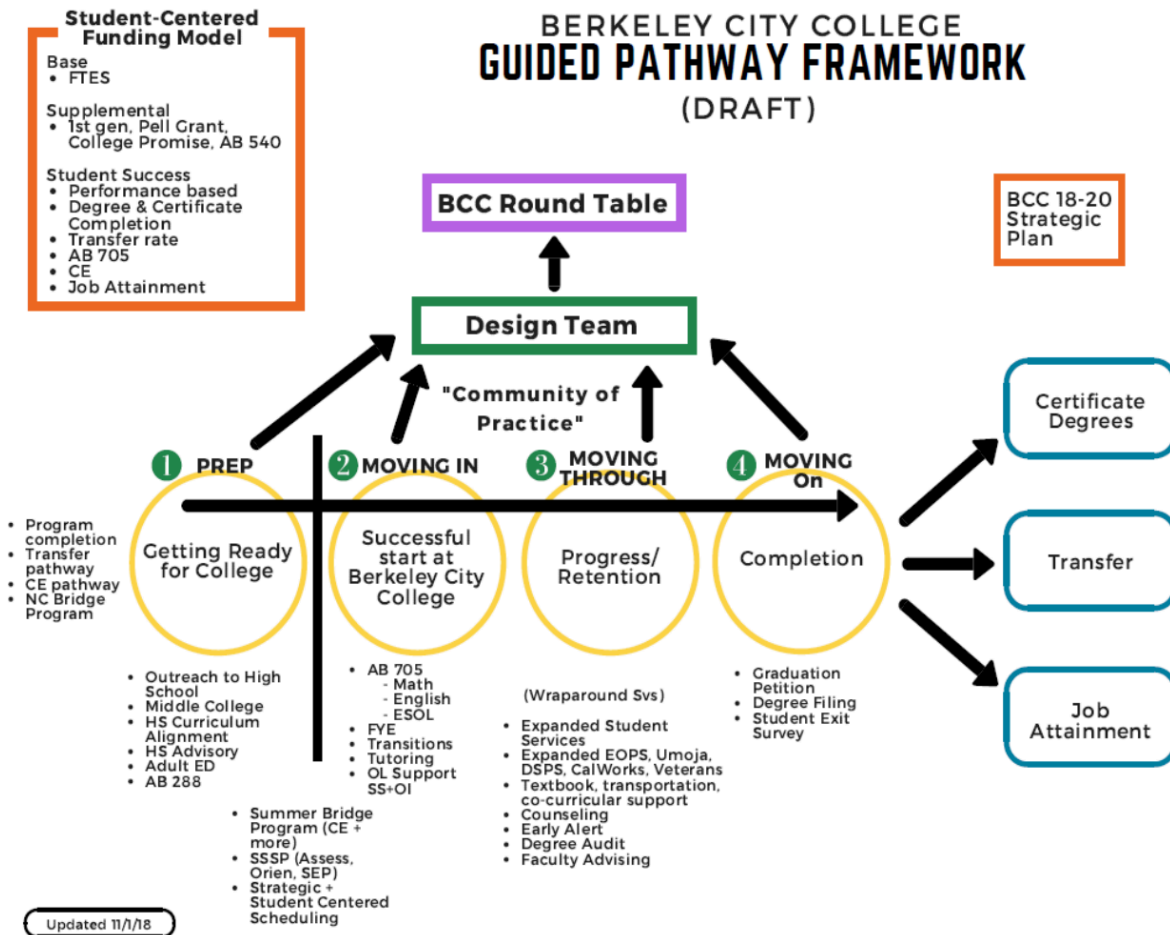 Student-Centered
Funding Model
Base
• FTES
Supplemental
• 1st gen, Pell Grant,
College Promise, AB 540
Student Success
• Performance based
• Degree & Certificate
Completion
• Transfer rate
• AB 705
• CE
• Job Attainment
BERKELEY CITY COLLEGE
GUIDED PATHWAY FRAMEWORK
(DRAFT)
BCC Round Table
BCC 18-20
Strategic
Plan
Design Team
"Community of
Practice"
1 PREP
2 MOVING IN
3 MOVING
THROUGH
4 MOVING
On
• Program
completion
• Transfer
pathway
• CE pathway
• NC Bridge
Program
Getting Ready
for College
Successful
start at
Berkeley City
College
Progress/
Retention
Completion
Certificate
Degrees
Transfer
Job
Attainment
• Outreach to High
School
• Middle College
• HS Curriculum
Alignment
• HS Advisory
• Adult ED
• AB 288
• AB 705
- Math
- English
- ESOL
• FYE
• Transitions
• Tutoring
• OL Support
SS+OI
• Summer Bridge
Program (CE +
more)
• SSSP (Assess,
Orien, SEP)
• Strategic +
Student Centered
Scheduling
(Wraparound Svs)
• Expanded Student
Services
• Expanded EOPS, Umoja,
DSPS, CalWorks, Veterans
• Textbook, transportation,
co-curricular support
• Counseling
• Early Alert
• Degree Audit
• Faculty Advising
• Graduation
Petition
• Degree Filing
• Student Exit
Survey
Updated 11/1/18